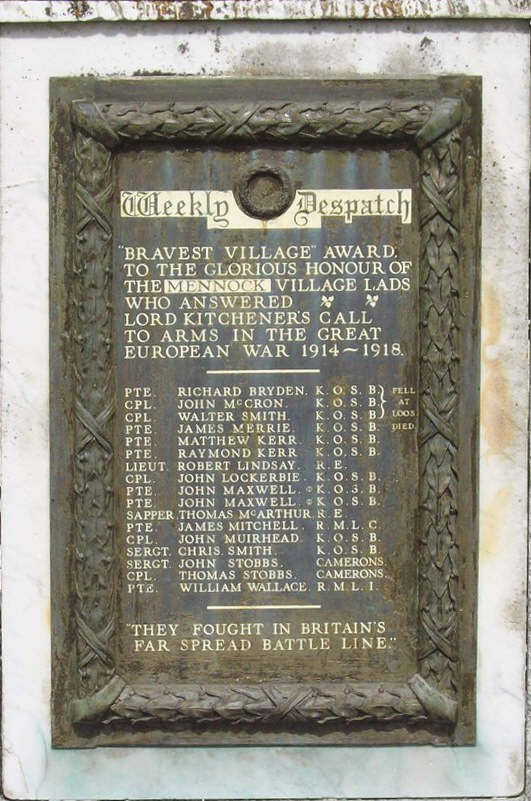 Weekly Despatch
"BRAVEST VILLAGE" AWARD.
TO THE GLORIOUS HONOUR OF
THE MENNOCK VILLAGE LADS
WHO ANSWERED
LORD KITCHENER'S CALL
TO ARMS IN THE GREAT
EUROPEAN WAR 1914~1918.
PTE. RICHARD BRYDEN. K.O.S.B. } FELL
CPL. JOHN McCRON. K.O.S.B. } AT
CPL. WALTER SMITH. K.O.S.B. } LOOS
PTE. JAMES MERRIE. K.O.S.B. DIED.
PTE. MATTHEW KERR. K.O.S.B.
PTE. RAYMOND KERR K.O.S.B.
LIEUT. ROBERT LINDSAY. R.E.
CPL. JOHN LOCKERBIE. K.O.S.B.
PTE. JOHN MAXWELL. K.O.S.B.
PTE. JOHN MAXWELL. K.O.S.B.
SAPPER. THOMAS McARTHUR. R.E.
PTE. JAMES MITCHELL. R.M.L.C.
CPL. JOHN MUIRHEAD. K.O.S.B.
SERGT. CHRIS. SMITH. K.O.S.B.
SERGT. JOHN STOBBS. CAMERONS.
CPL. THOMAS STOBBS. CAMERONS.
PTE. WILLIAM WALLACE. R.M.L.I.
"THEY FOUGHT IN BRITAIN'S
FAR SPREAD BATTLE LINE."